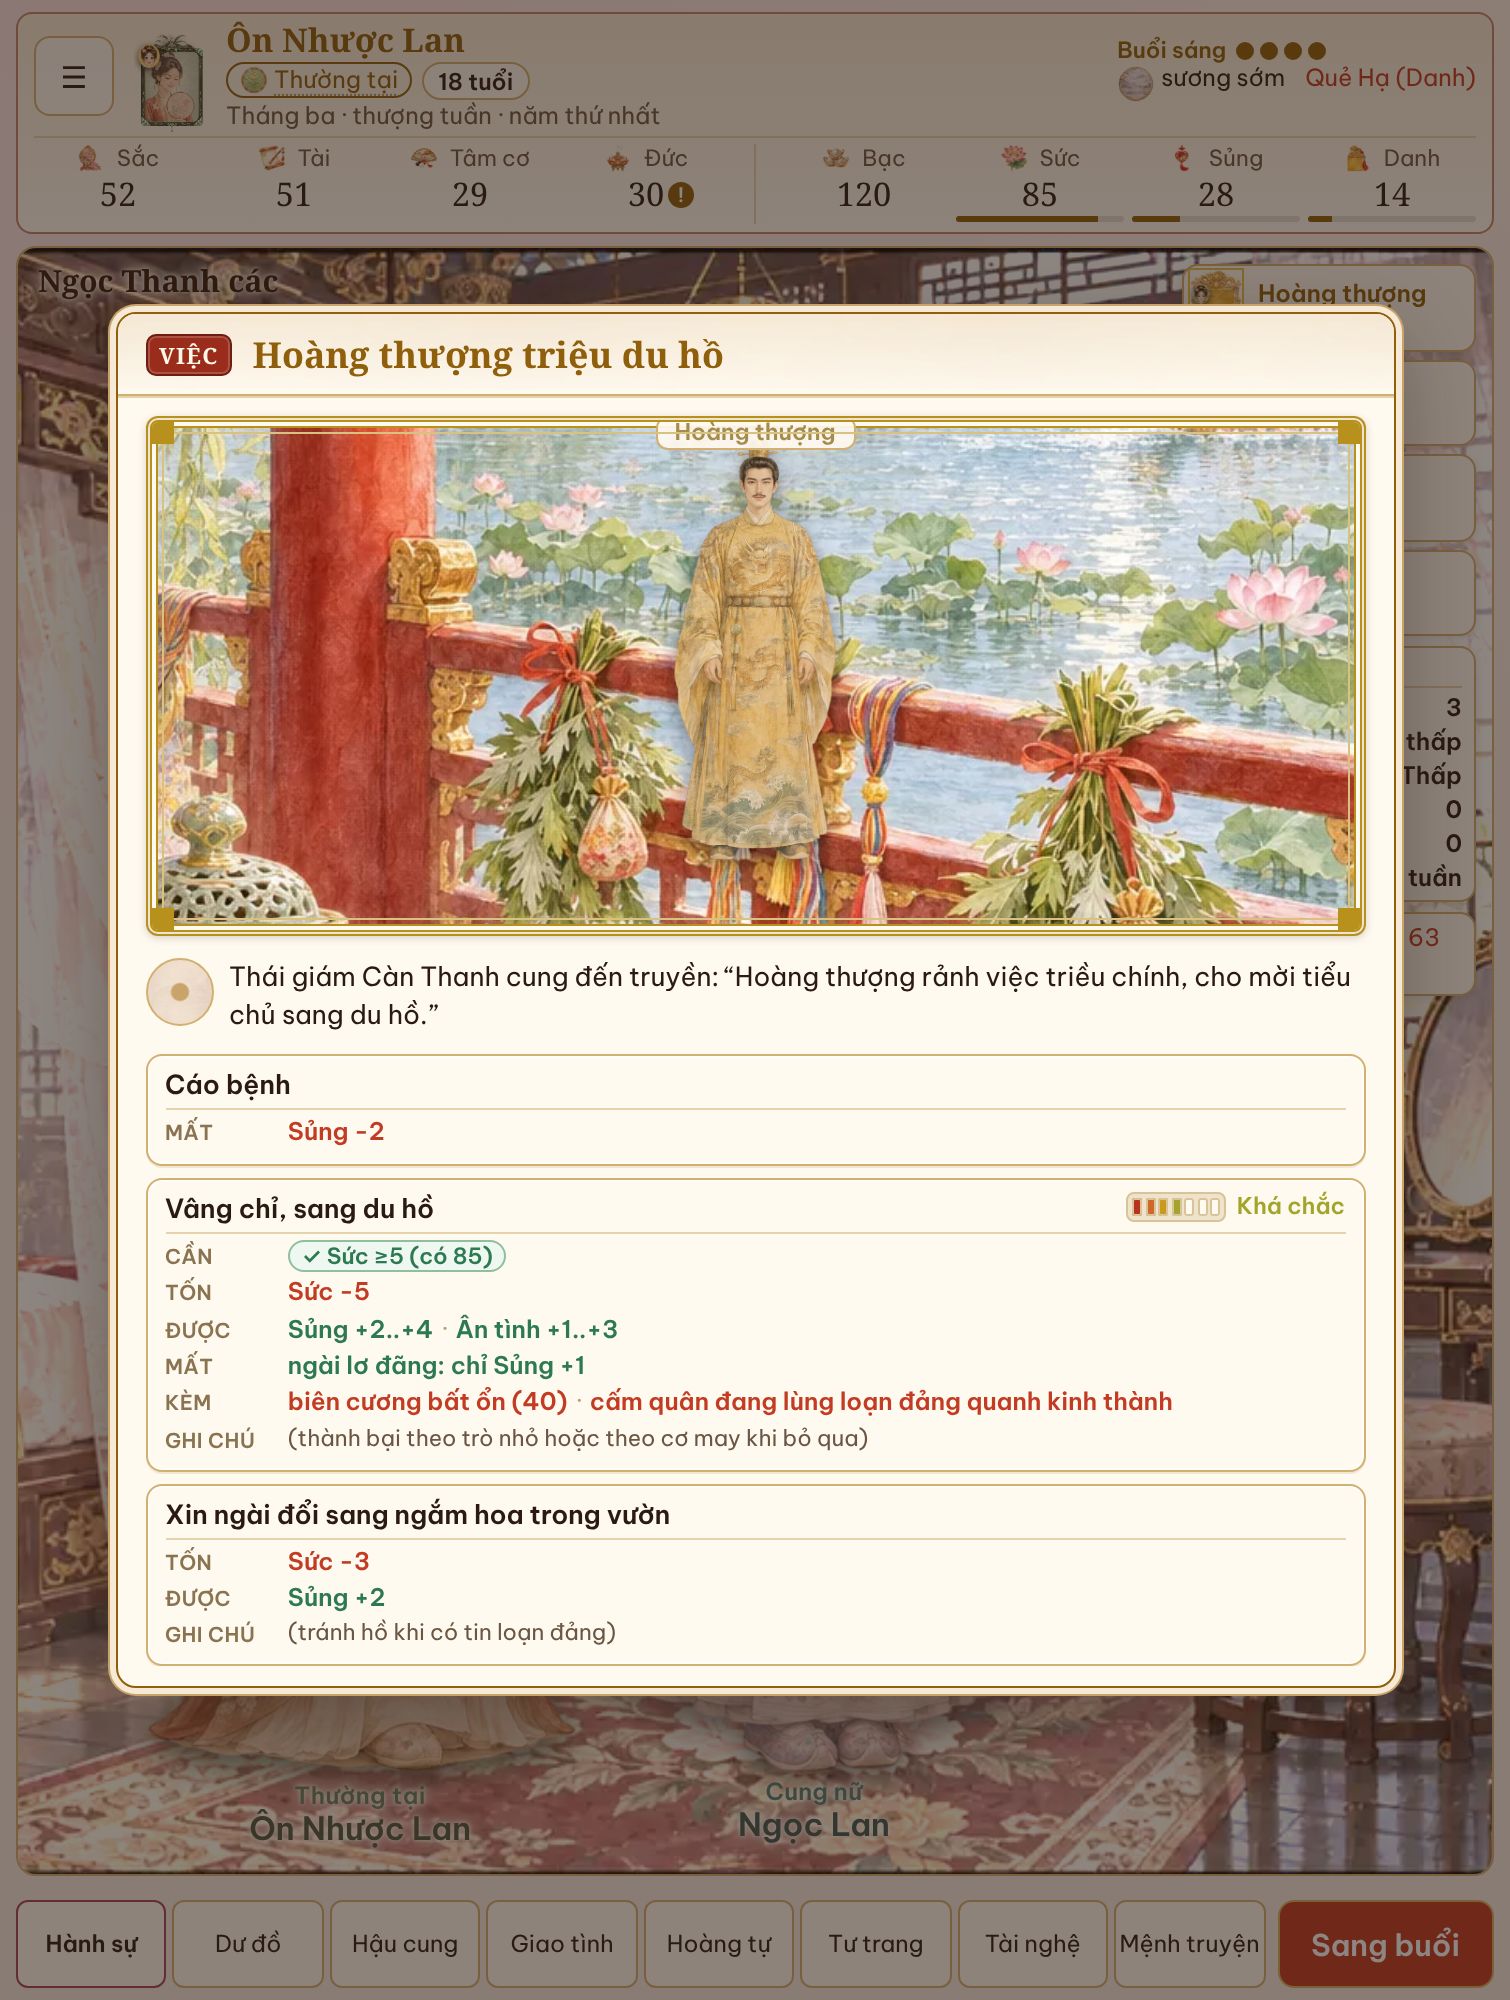 ☰
Ôn Nhược Lan
Thường tại
18 tuổi
Tháng ba · thượng tuần · năm thứ nhất
Buổi sáng
sương sớm Quẻ Hạ (Danh)
Sắc
52
Tài
51
Tâm cơ
29
Đức
30 !
Bạc
120
Sức
85
Sủng
28
Danh
14
Ngọc Thanh các
Hoàng thượng
VIỆC Hoàng thượng triệu du hồ
Hoàng thượng
3
thấp
Thấp
0
0
tuần
63
Thái giám Càn Thanh cung đến truyền: “Hoàng thượng rảnh việc triều chính, cho mời tiểu
chủ sang du hồ.”
Cáo bệnh
MẤT Sủng -2
Vâng chỉ, sang du hồ Khá chắc
CẦN ✓ Sức ≥5 (có 85)
TỐN Sức -5
ĐƯỢC Sủng +2..+4 · Ân tình +1..+3
MẤT ngài lơ đãng: chỉ Sủng +1
KÈM biên cương bất ổn (40) · cấm quân đang lùng loạn đảng quanh kinh thành
GHI CHÚ (thành bại theo trò nhỏ hoặc theo cơ may khi bỏ qua)
Xin ngài đổi sang ngắm hoa trong vườn
TỐN Sức -3
ĐƯỢC Sủng +2
GHI CHÚ (tránh hồ khi có tin loạn đảng)
Thường tại
Ôn Nhược Lan
Cung nữ
Ngọc Lan
Hành sự
Dư đồ
Hậu cung
Giao tình
Hoàng tự
Tư trang
Tài nghệ
Mệnh truyện
Sang buổi